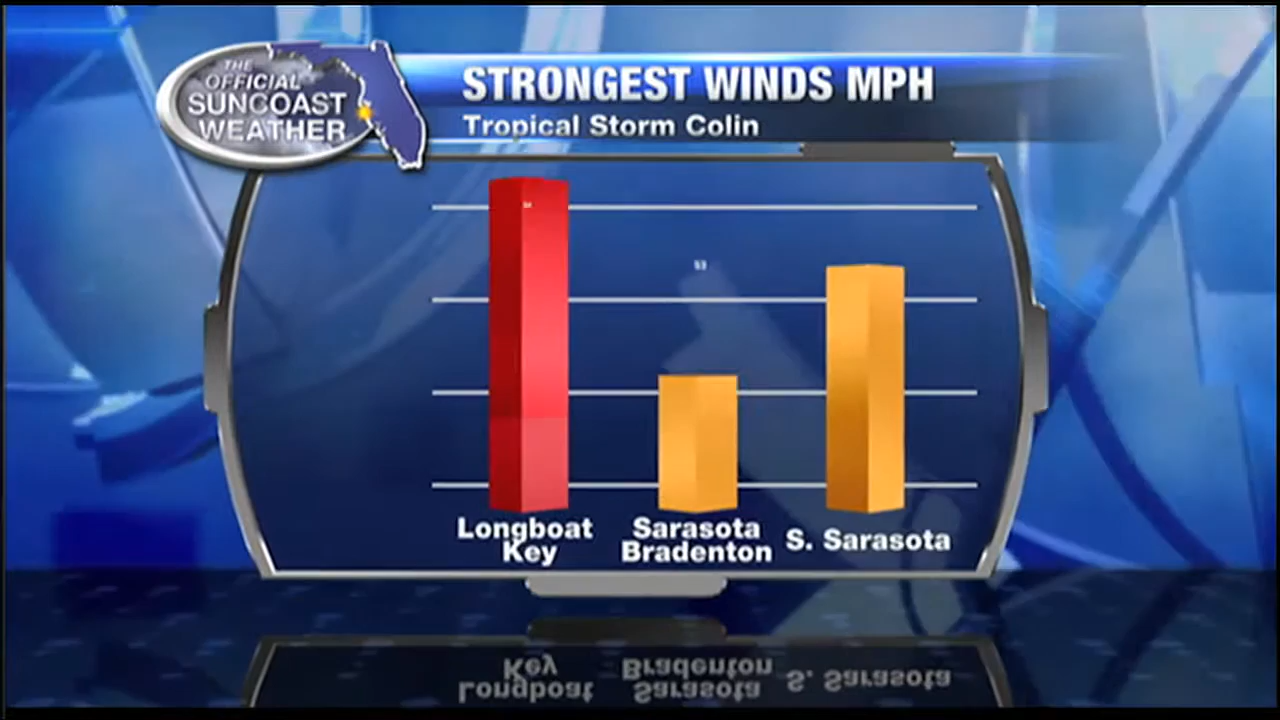 THE
OFFICIAL
SUNCOAST
WEATHER
STRONGEST WINDS MPH
Tropical Storm Colin
Longboat
Key
Sarasota
Bradenton
S. Sarasota